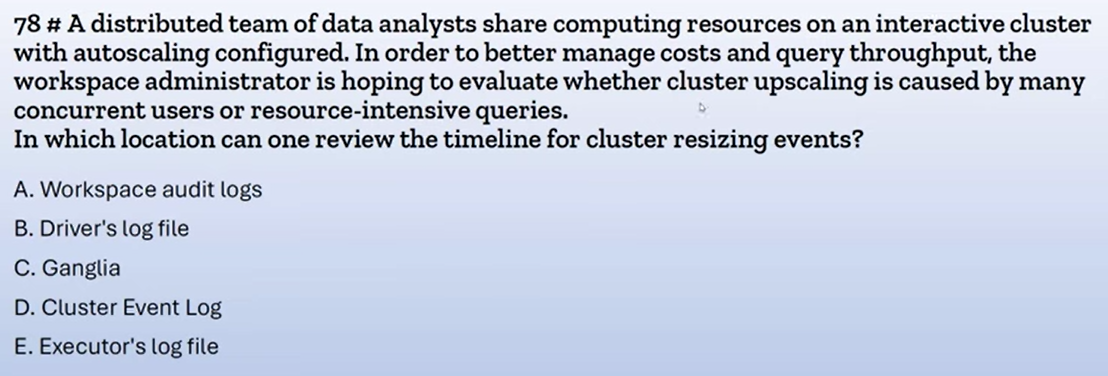 78 # A distributed team of data analysts share computing resources on an interactive cluster
with autoscaling configured. In order to better manage costs and query throughput, the
workspace administrator is hoping to evaluate whether cluster upscaling is caused by many
concurrent users or resource-intensive queries.
In which location can one review the timeline for cluster resizing events?
A. Workspace audit logs
B. Driver's log file
C. Ganglia
D. Cluster Event Log
E. Executor's log file